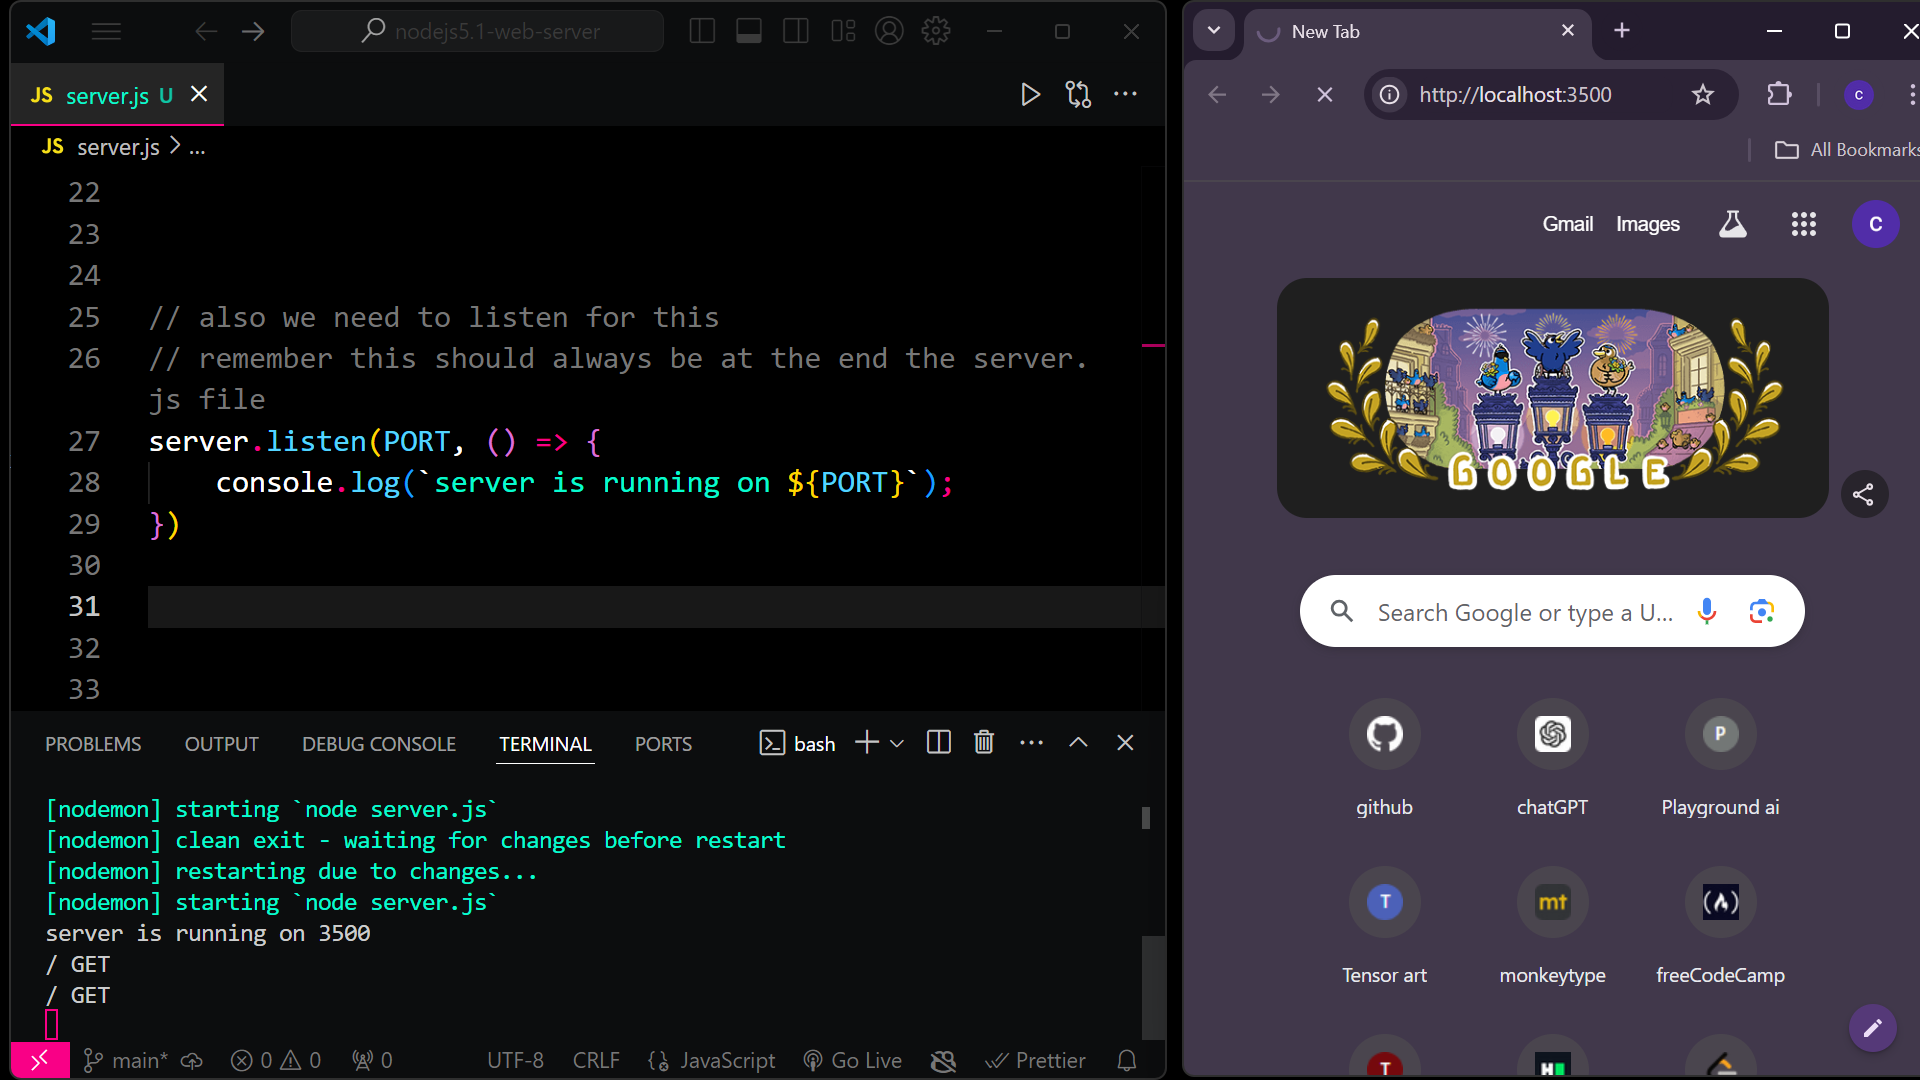 nodejs5.1-web-server
JS server.js U
JS server.js > ...
22
23
24
25 // also we need to listen for this
26 // remember this should always be at the end the server.
js file
27 server.listen(PORT, () => {
28 console.log(`server is running on ${PORT}`);
29 })
30
31
32
33
PROBLEMS OUTPUT DEBUG CONSOLE TERMINAL PORTS bash
[nodemon] starting `node server.js`
[nodemon] clean exit - waiting for changes before restart
[nodemon] restarting due to changes...
[nodemon] starting `node server.js`
server is running on 3500
/ GET
/ GET
main* 0 0 0 UTF-8 CRLF {} JavaScript Go Live Prettier
New Tab
http://localhost:3500
c
All Bookmarks
Gmail Images C
GOOGLE
Search Google or type a U...
P
github chatGPT Playground ai
T mt
Tensor art monkeytype freeCodeCamp
T H